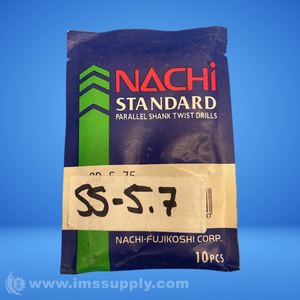 NACHi
STANDARD
PARALLEL SHANK TWIST DRILLS
SS-5.7
NACHI-FUJIKOSHI CORP.
10PCS
© www.imssupply.com